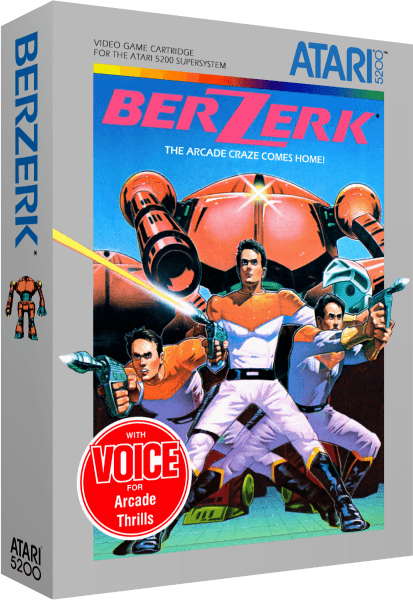 BERZERK
ATARI
5200
VIDEO GAME CARTRIDGE
FOR THE ATARI 5200 SUPERSYSTEM
ATARI
5200
BERZERK
THE ARCADE CRAZE COMES HOME!
WITH
VOICE
FOR
Arcade
Thrills